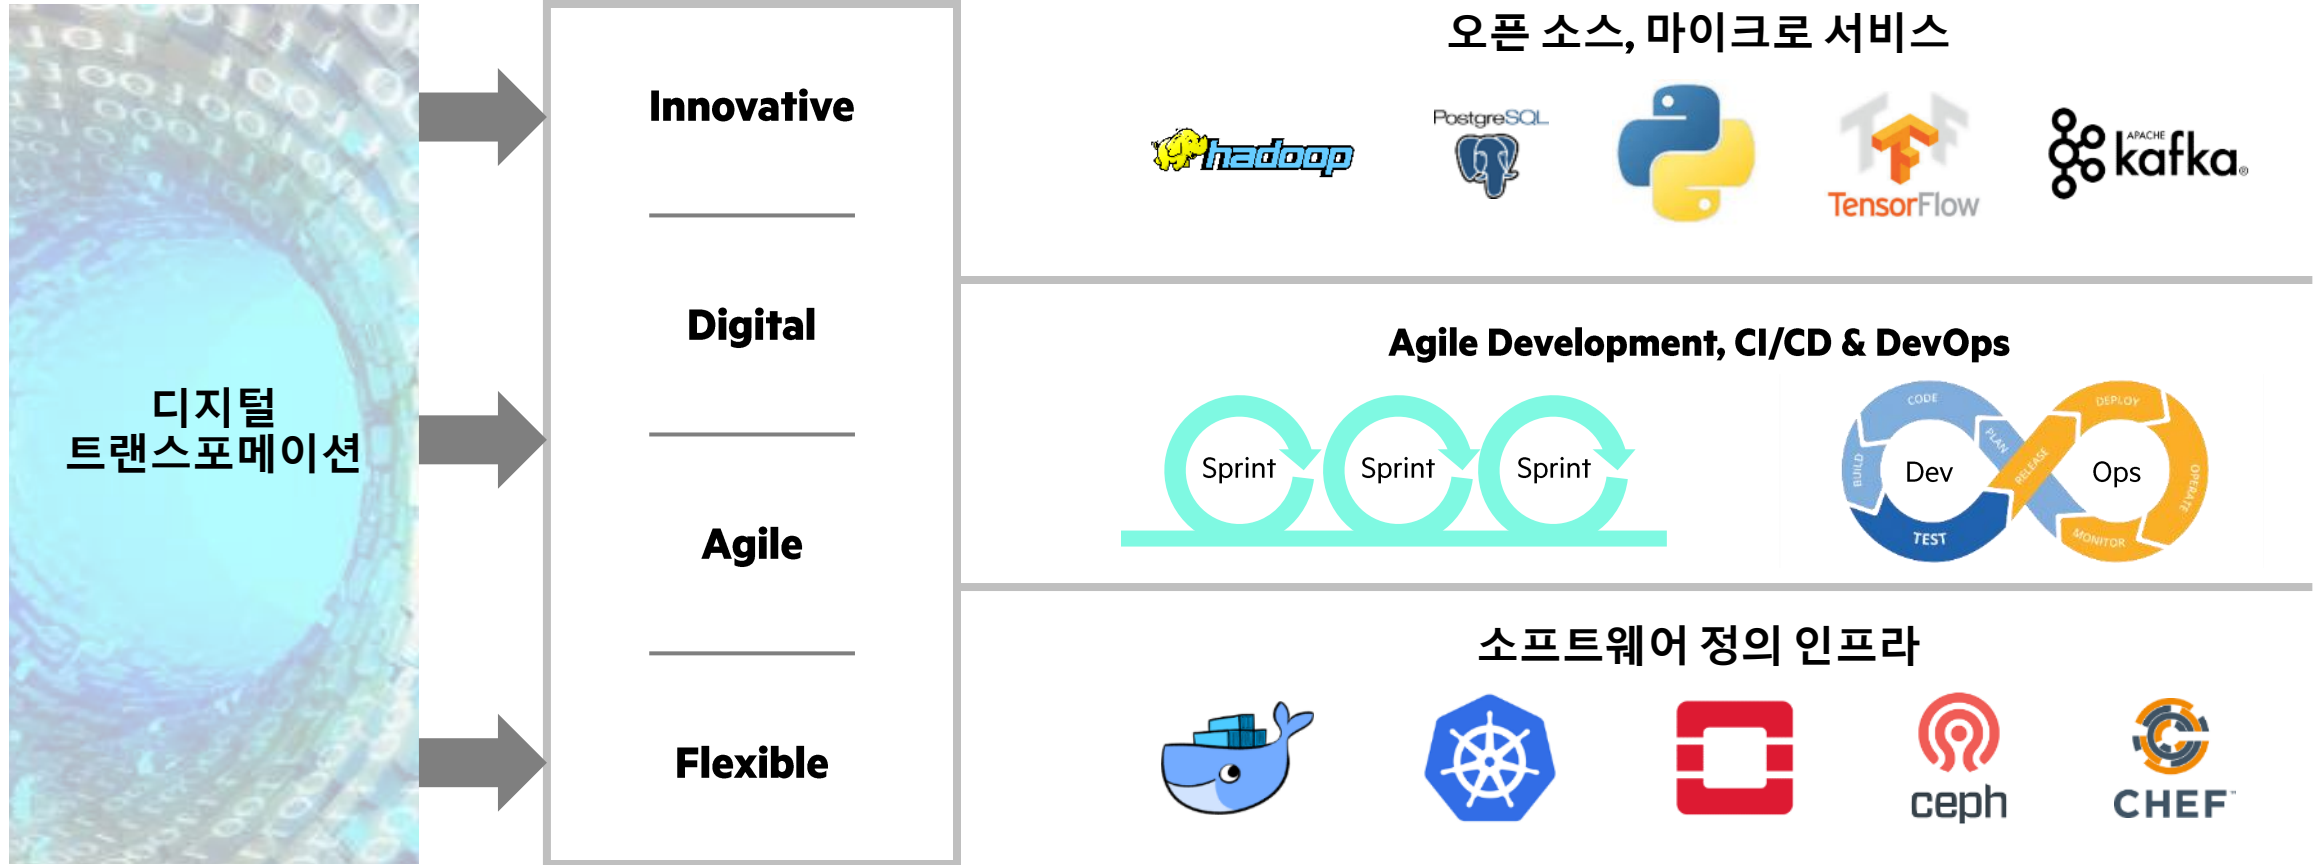 디지털
트랜스포메이션
Innovative
Digital
Agile
Flexible
오픈 소스, 마이크로 서비스
hadoop
PostgreSQL
TensorFlow
APACHE
kafka®
Agile Development, CI/CD & DevOps
Sprint
Sprint
Sprint
CODE
PLAN
BUILD
TEST
Dev
RELEASE
DEPLOY
OPERATE
MONITOR
Ops
소프트웨어 정의 인프라
ceph
CHEF™